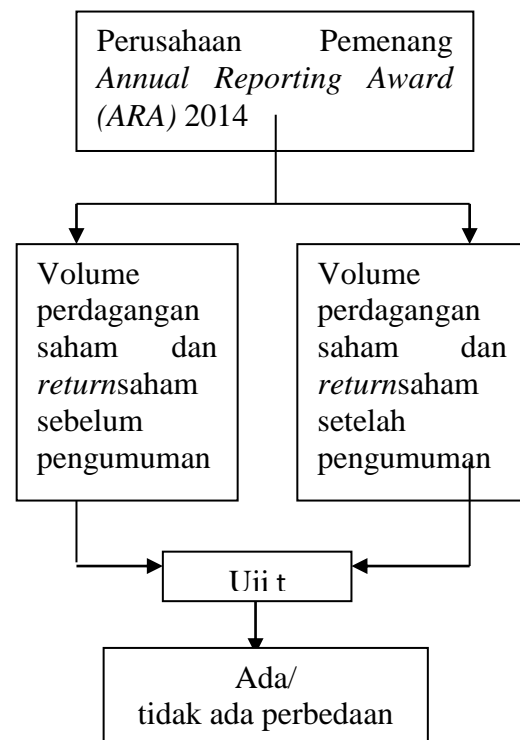 Perusahaan Pemenang
Annual Reporting Award
(ARA) 2014
Volume
perdagangan
saham dan
returnsaham
sebelum
pengumuman
Volume
perdagangan
saham dan
returnsaham
setelah
pengumuman
Uji t
Ada/
tidak ada perbedaan